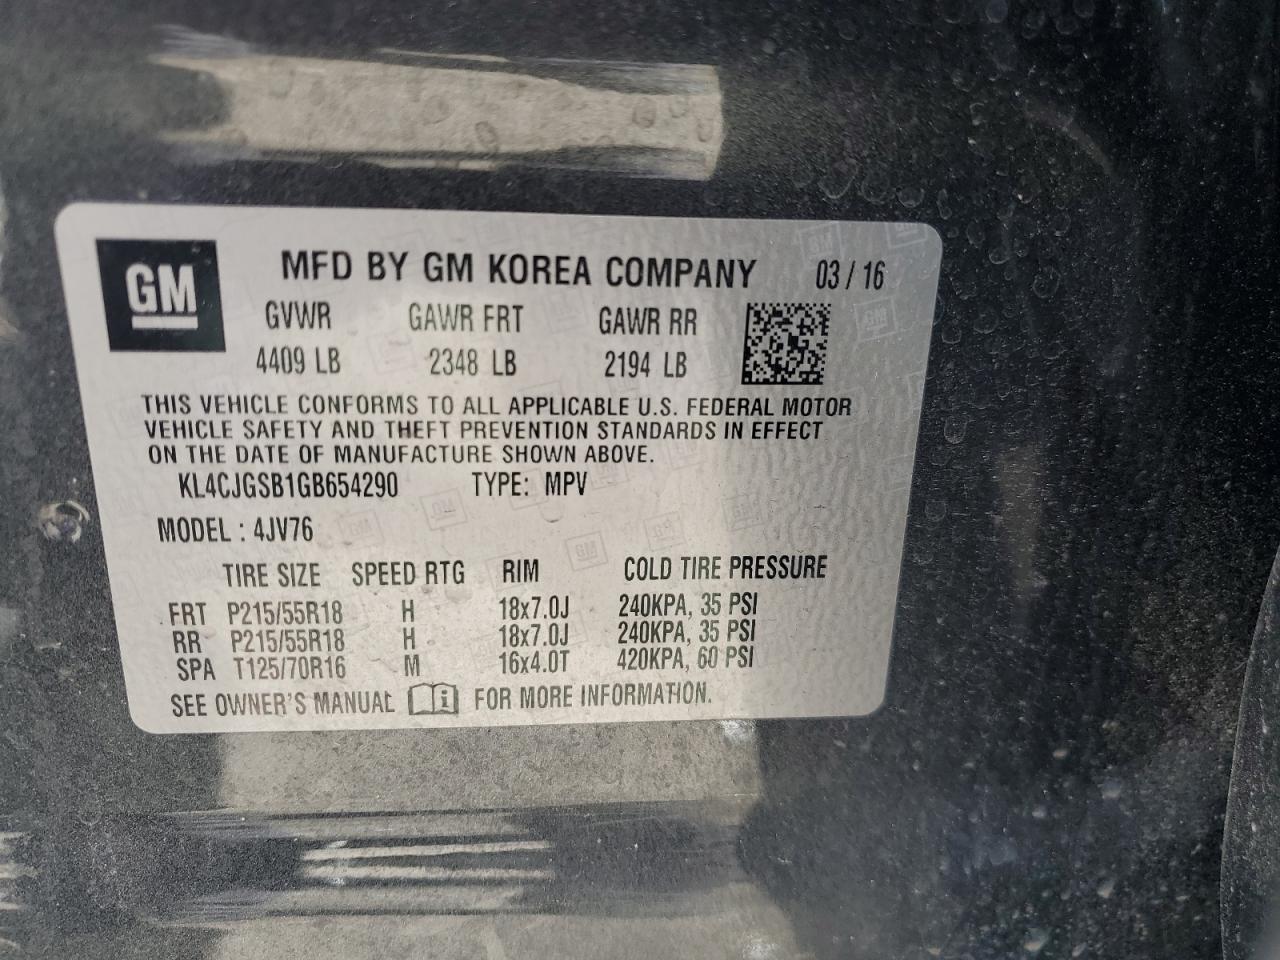 GM
MFD BY GM KOREA COMPANY 03 / 16
GVWR GAWR FRT GAWR RR
4409 LB 2348 LB 2194 LB
THIS VEHICLE CONFORMS TO ALL APPLICABLE U.S. FEDERAL MOTOR
VEHICLE SAFETY AND THEFT PREVENTION STANDARDS IN EFFECT
ON THE DATE OF MANUFACTURE SHOWN ABOVE.
KL4CJGSB1GB654290 TYPE: MPV
MODEL : 4JV76
TIRE SIZE SPEED RTG RIM COLD TIRE PRESSURE
FRT P215/55R18 H 18x7.0J 240KPA, 35 PSI
RR P215/55R18 H 18x7.0J 240KPA, 35 PSI
SPA T125/70R16 M 16x4.0T 420KPA, 60 PSI
SEE OWNER'S MANUAL i FOR MORE INFORMATION.